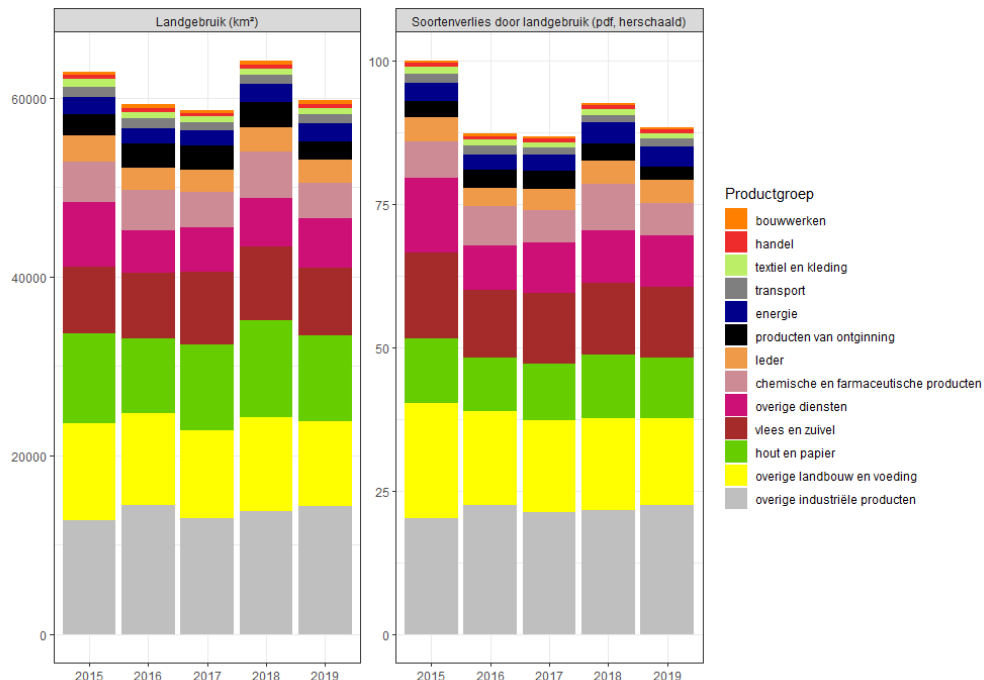 Landgebruik (km²)
Soortenverlies door landgebruik (pdf, herschaald)
60000
40000
20000
0
100
75
50
25
0
2015
2016
2017
2018
2019
2015
2016
2017
2018
2019
Productgroep
bouwwerken
handel
textiel en kleding
transport
energie
producten van ontginning
leder
chemische en farmaceutische producten
overige diensten
vlees en zuivel
hout en papier
overige landbouw en voeding
overige industriële producten